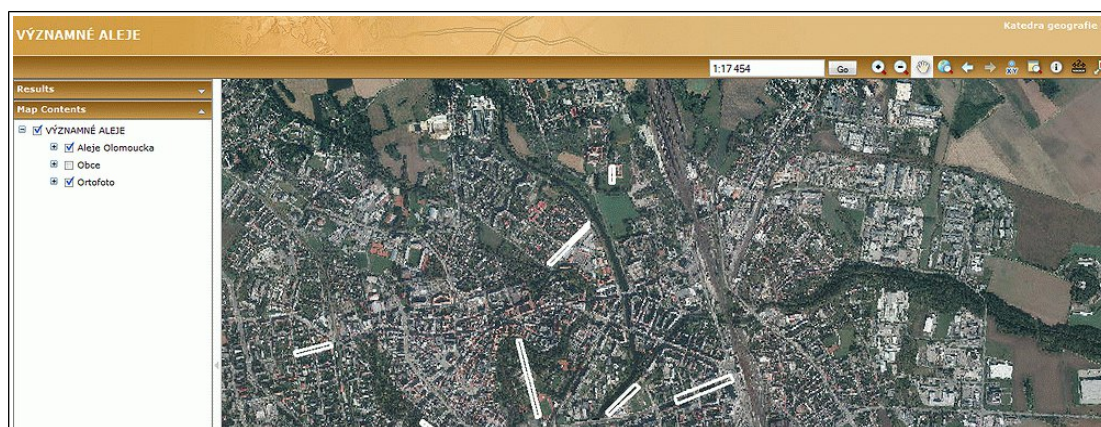 VÝZNAMNÉ ALEJE
Katedra geografie
1:17 454
Go
Results
Map Contents
VÝZNAMNÉ ALEJE
Aleje Olomoucka
Obce
Ortofoto